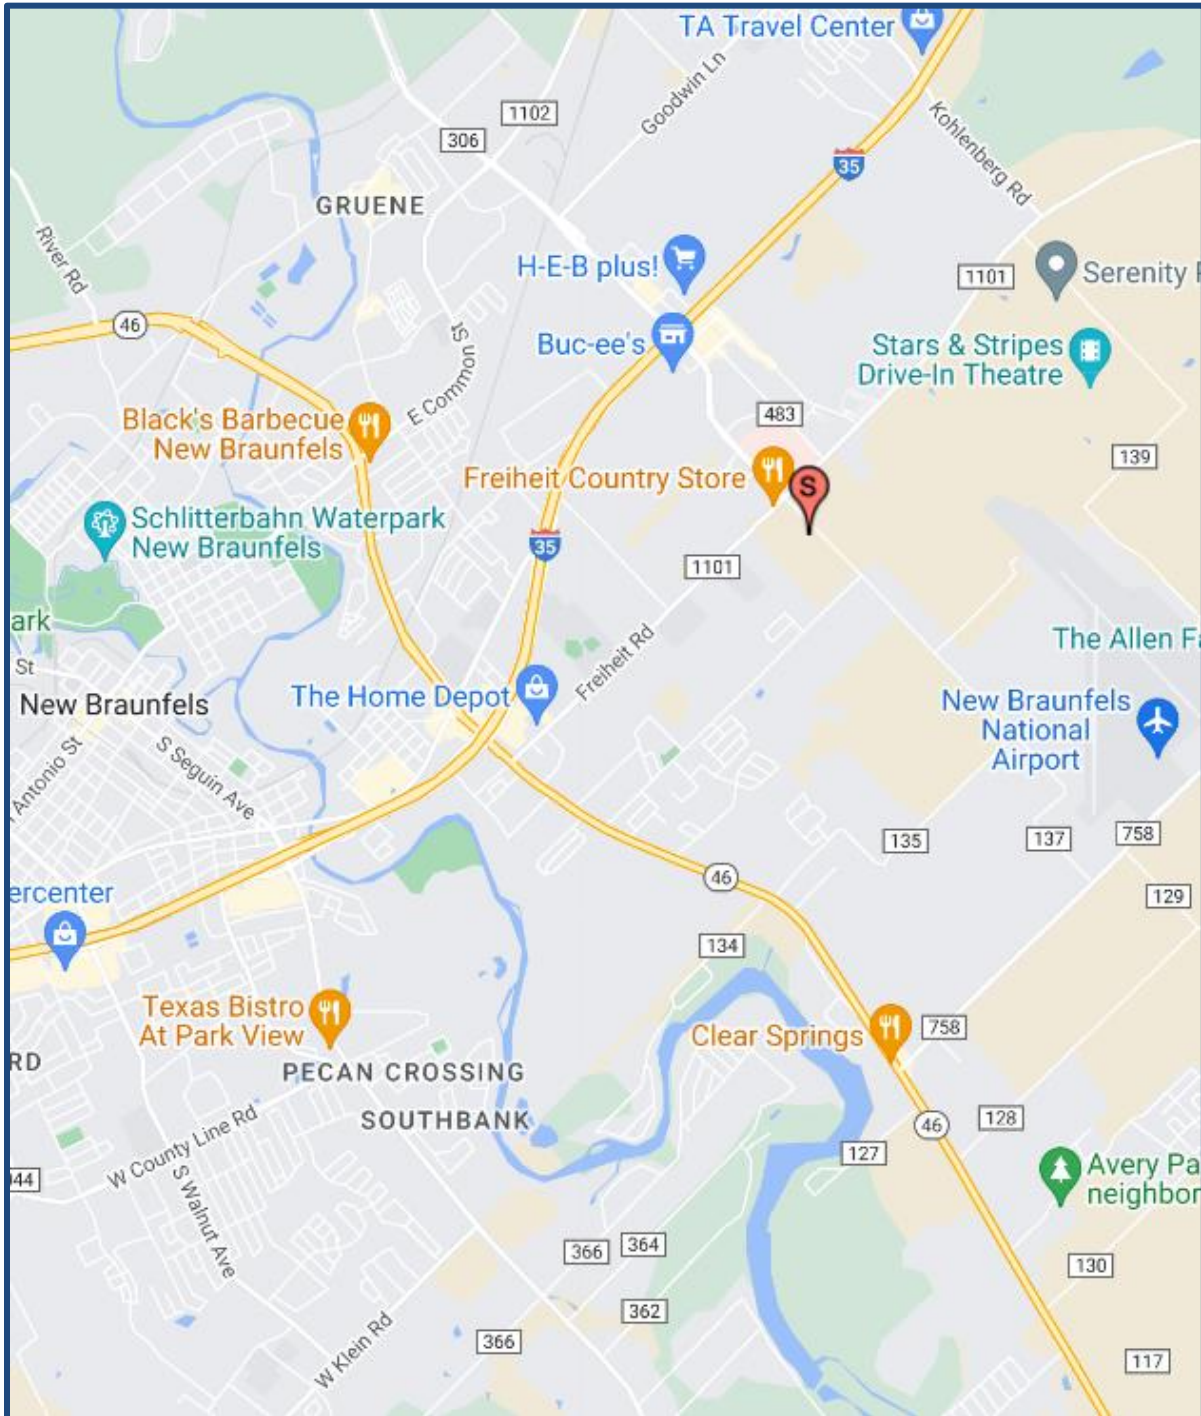 TA Travel Center
Goodwin Ln
1102
306
Kohlenberg Rd
35
GRUENE
River Rd
H-E-B plus!
1101
Serenity
46
Buc-ee's
Stars & Stripes
Drive-In Theatre
E Common St
Black's Barbecue
New Braunfels
483
139
Freiheit Country Store
S
Schlitterbahn Waterpark
New Braunfels
35
1101
ark
St
Freiheit Rd
The Allen Fa
New Braunfels
The Home Depot
New Braunfels
National
Airport
S Seguin Ave
Antonio St
135
137
758
46
129
ercenter
134
Texas Bistro
At Park View
Clear Springs
758
RD
PECAN CROSSING
SOUTHBANK
46
128
W County Line Rd
127
Avery Pa
neighbor
44
S Walnut Ave
366
364
130
362
W Klein Rd
366
117